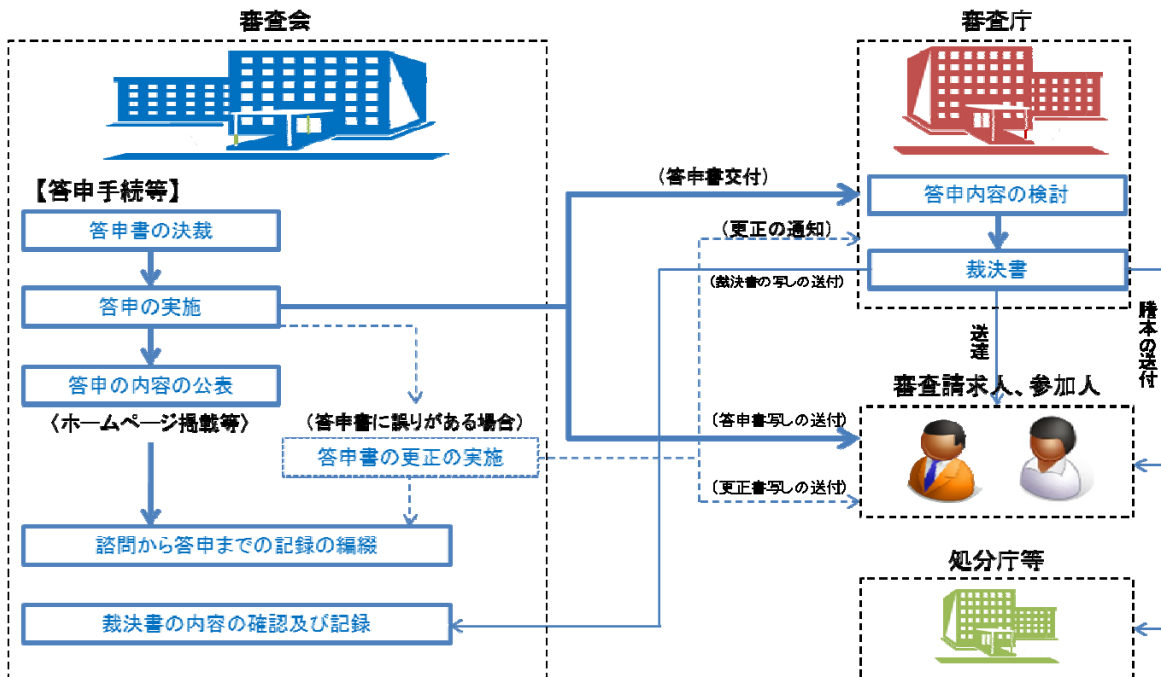 審査会
審査庁
【答申手続等】
(答申書交付)
答申内容の検討
答申書の決裁
(更正の通知)
裁決書
(裁決書の写しの送付)
答申の実施
謄本の送付
送達
答申の内容の公表
審査請求人、参加人
〈ホームページ掲載等〉
(答申書に誤りがある場合)
(答申書写しの送付)
答申書の更正の実施
(更正書写しの送付)
諮問から答申までの記録の編綴
処分庁等
裁決書の内容の確認及び記録